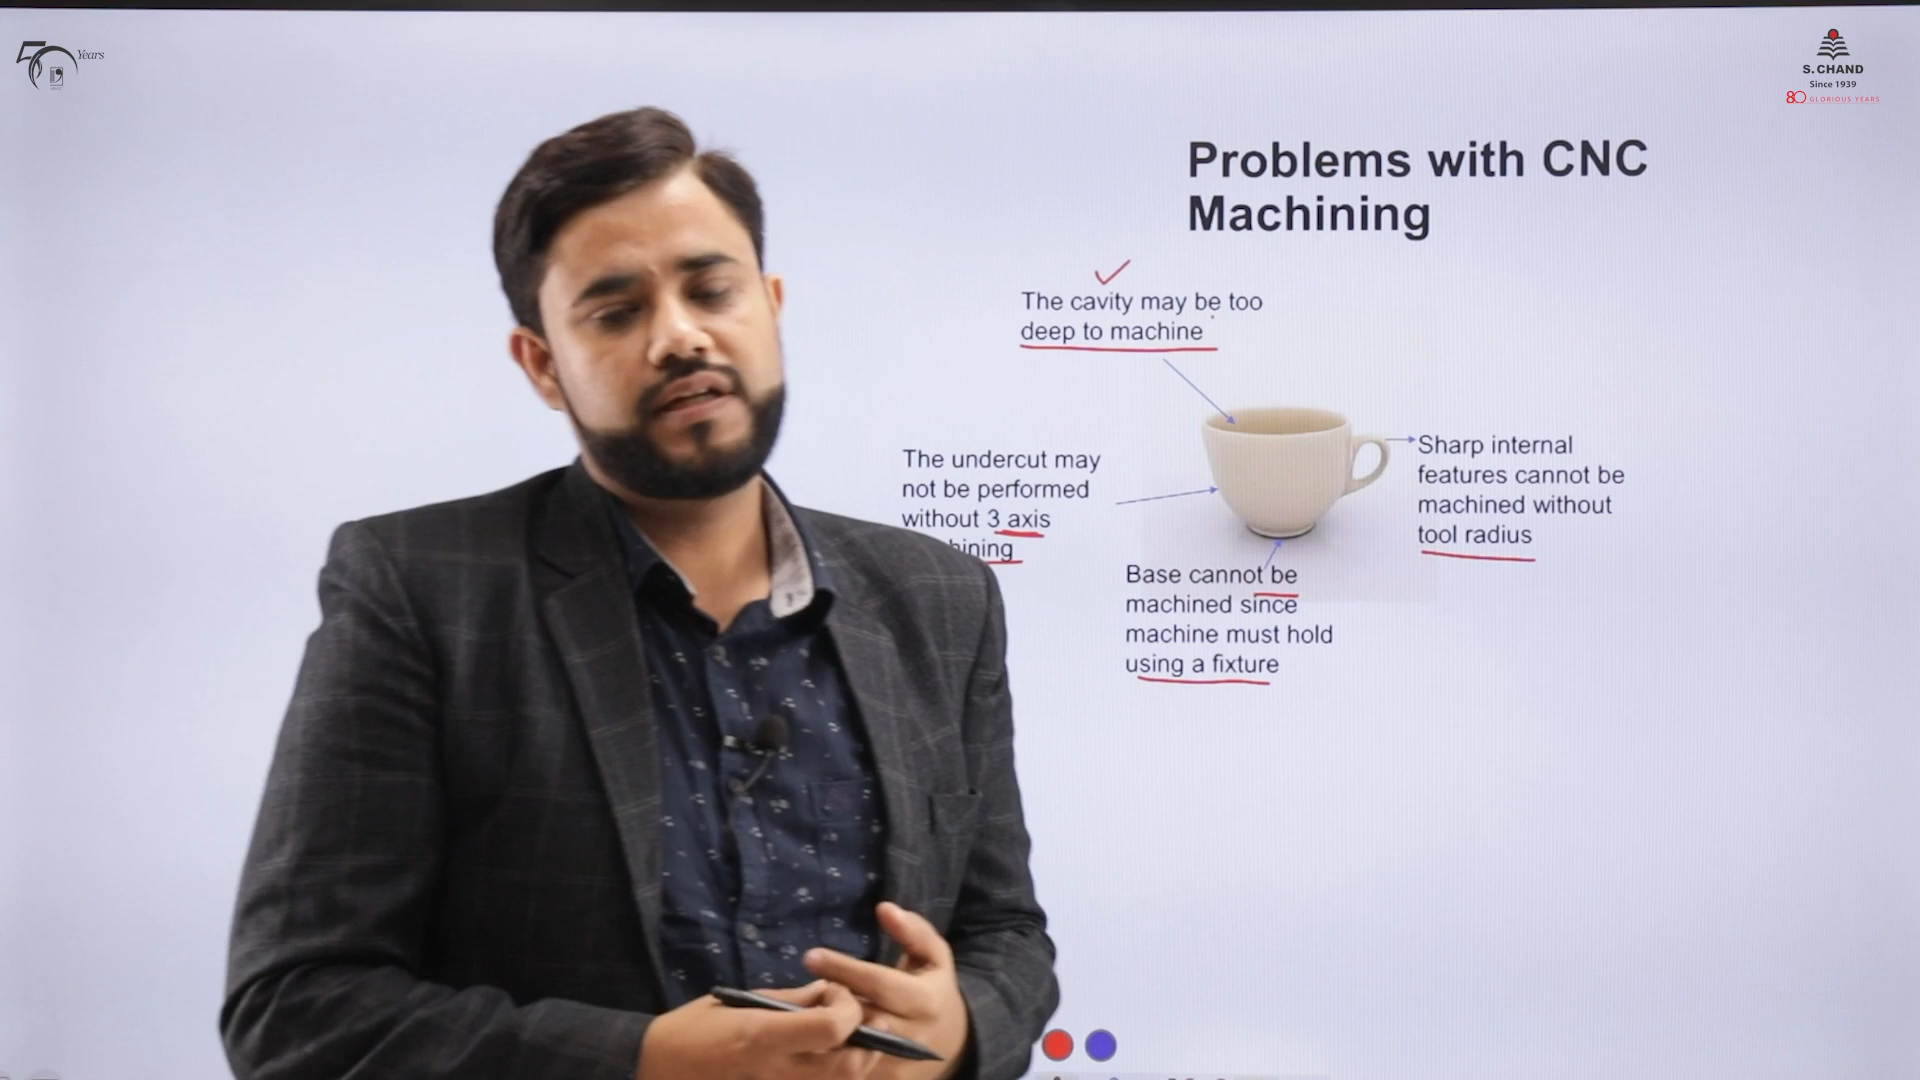 50 Years
S. CHAND
Since 1939
80 GLORIOUS YEARS
Problems with CNC
Machining
The cavity may be too
deep to machine
The undercut may
not be performed
without 3 axis
Sharp internal
features cannot be
machined without
tool radius
Base cannot be
machined since
machine must hold
using a fixture